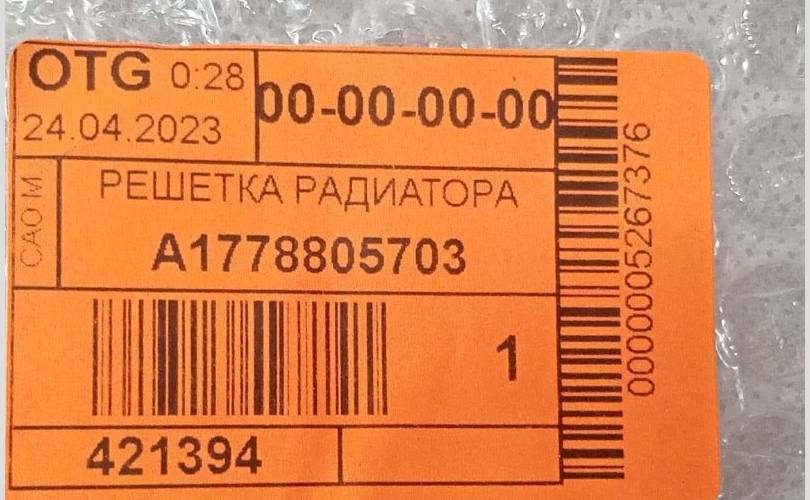 OTG 0:28
24.04.2023
00-00-00-00
САО М
РЕШЕТКА РАДИАТОРА
A1778805703
1
421394
0000005267376